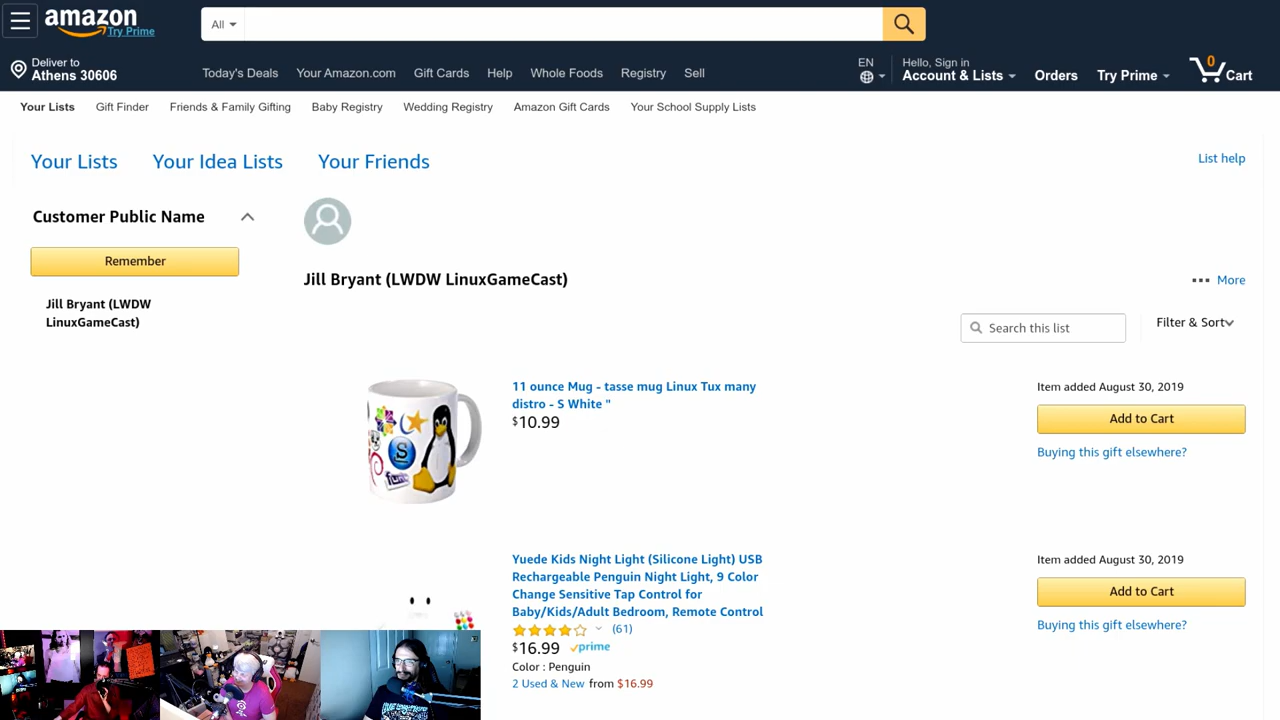 amazon
Try Prime
All
Deliver to
Athens 30606
Today's Deals
Your Amazon.com
Gift Cards
Help
Whole Foods
Registry
Sell
EN
Hello, Sign in
Account & Lists
Orders
Try Prime
0
Cart
Your Lists
Gift Finder
Friends & Family Gifting
Baby Registry
Wedding Registry
Amazon Gift Cards
Your School Supply Lists
Your Lists
Your Idea Lists
Your Friends
List help
Customer Public Name
Remember
Jill Bryant (LWDW
LinuxGameCast)
Jill Bryant (LWDW LinuxGameCast)
More
Search this list
Filter & Sort
11 ounce Mug - tasse mug Linux Tux many
distro - S White "
$10.99
Item added August 30, 2019
Add to Cart
Buying this gift elsewhere?
S
Yuede Kids Night Light (Silicone Light) USB
Rechargeable Penguin Night Light, 9 Color
Change Sensitive Tap Control for
Baby/Kids/Adult Bedroom, Remote Control
(61)
$16.99 prime
Color : Penguin
2 Used & New from $16.99
Item added August 30, 2019
Add to Cart
Buying this gift elsewhere?